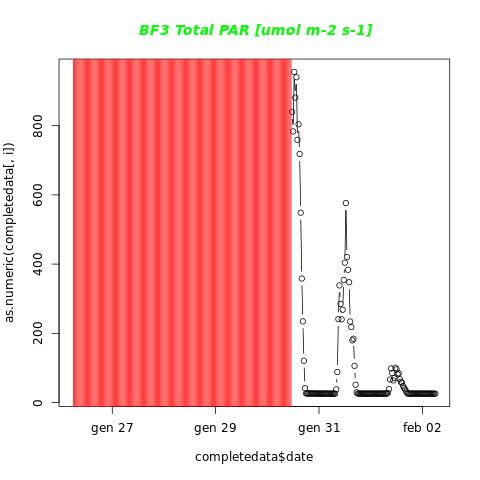 BF3 Total PAR [umol m-2 s-1]
as.numeric(completedata[, i])
800
600
400
200
0
gen 27 gen 29 gen 31 feb 02
completedata$date